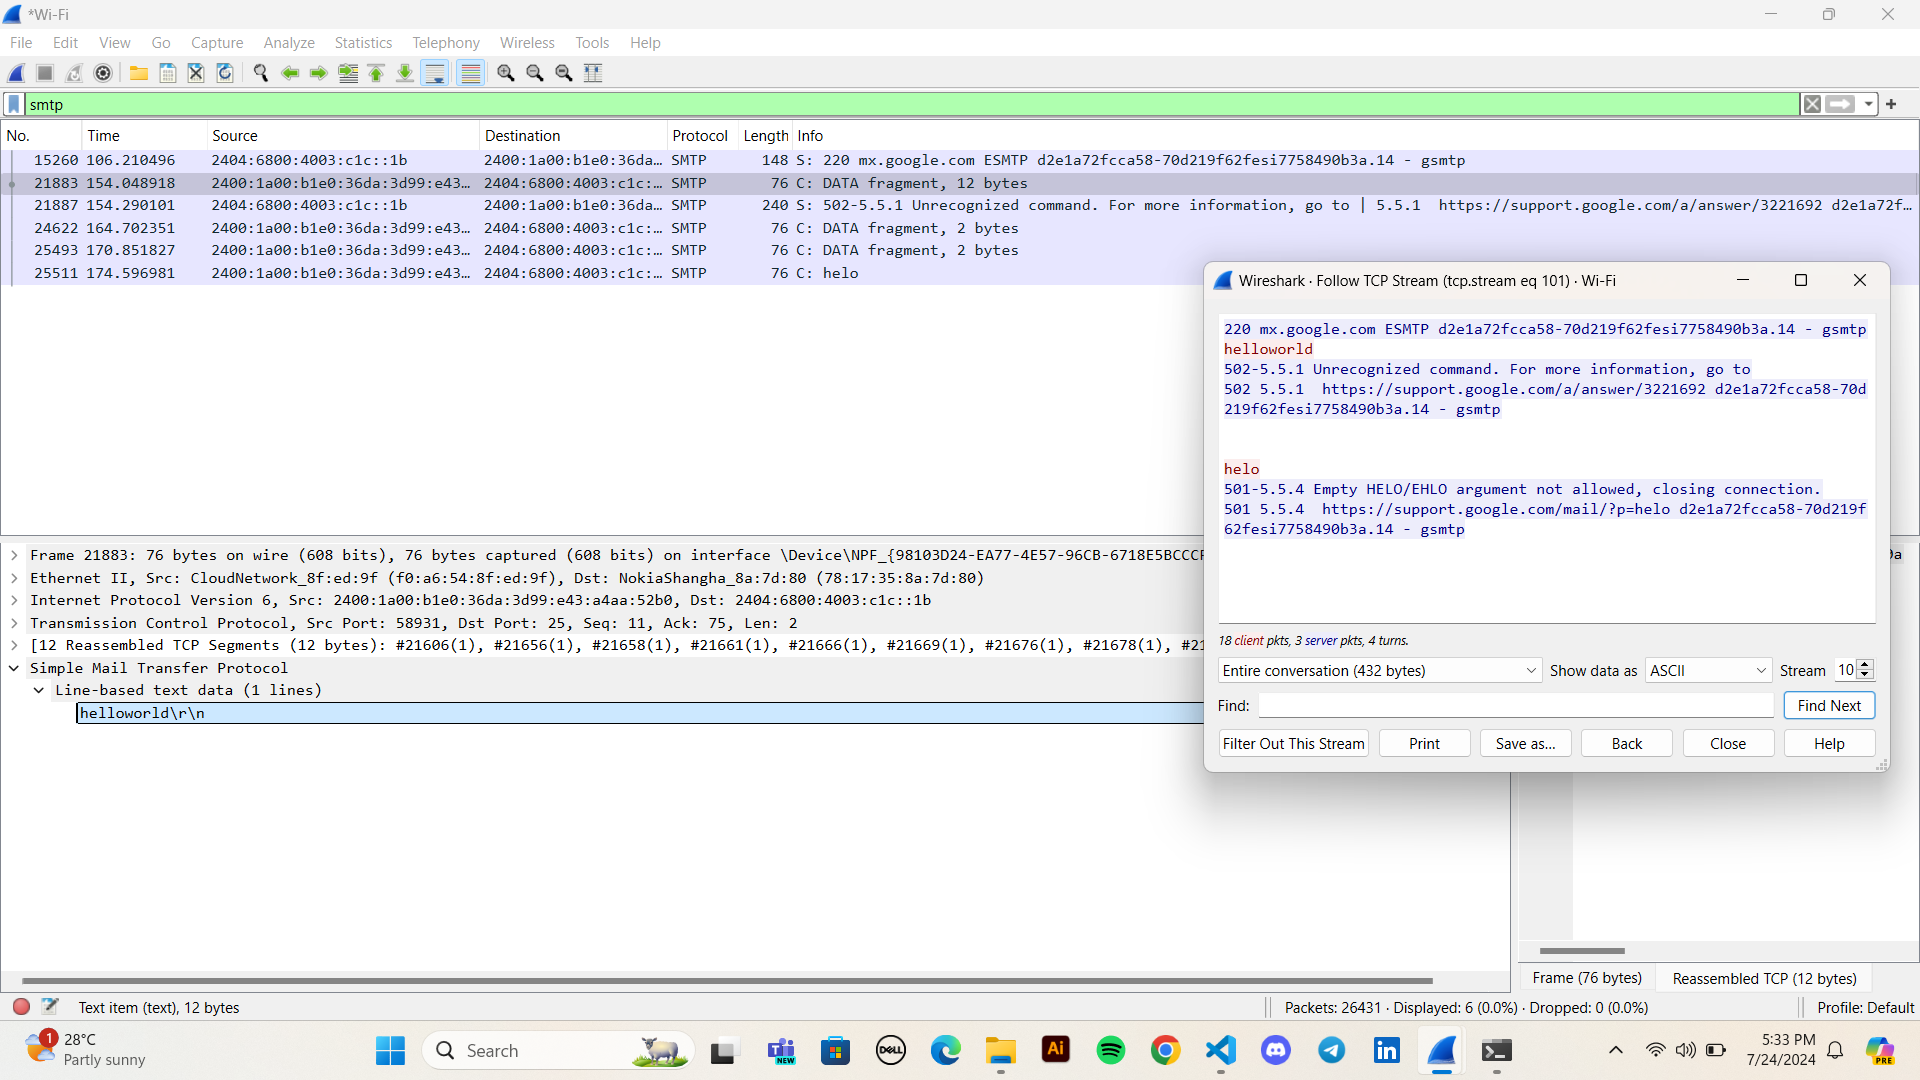 *Wi-Fi
File Edit View Go Capture Analyze Statistics Telephony Wireless Tools Help
smtp
No. Time Source Destination Protocol Length Info
15260 106.210496 2404:6800:4003:c1c::1b 2400:1a00:b1e0:36da… SMTP 148 S: 220 mx.google.com ESMTP d2e1a72fcca58-70d219f62fesi7758490b3a.14 - gsmtp
21883 154.048918 2400:1a00:b1e0:36da:3d99:e43… 2404:6800:4003:c1c:… SMTP 76 C: DATA fragment, 12 bytes
21887 154.290101 2404:6800:4003:c1c::1b 2400:1a00:b1e0:36da… SMTP 240 S: 502-5.5.1 Unrecognized command. For more information, go to | 5.5.1 https://support.google.com/a/answer/3221692 d2e1a72f…
24622 164.702351 2400:1a00:b1e0:36da:3d99:e43… 2404:6800:4003:c1c:… SMTP 76 C: DATA fragment, 2 bytes
25493 170.851827 2400:1a00:b1e0:36da:3d99:e43… 2404:6800:4003:c1c:… SMTP 76 C: DATA fragment, 2 bytes
25511 174.596981 2400:1a00:b1e0:36da:3d99:e43… 2404:6800:4003:c1c:… SMTP 76 C: helo
Wireshark · Follow TCP Stream (tcp.stream eq 101) · Wi-Fi
220 mx.google.com ESMTP d2e1a72fcca58-70d219f62fesi7758490b3a.14 - gsmtp
helloworld
502-5.5.1 Unrecognized command. For more information, go to
502 5.5.1 https://support.google.com/a/answer/3221692 d2e1a72fcca58-70d
219f62fesi7758490b3a.14 - gsmtp
helo
501-5.5.4 Empty HELO/EHLO argument not allowed, closing connection.
501 5.5.4 https://support.google.com/mail/?p=helo d2e1a72fcca58-70d219f
62fesi7758490b3a.14 - gsmtp
18 client pkts, 3 server pkts, 4 turns.
Entire conversation (432 bytes) Show data as ASCII Stream 10
Find: Find Next
Filter Out This Stream Print Save as... Back Close Help
Frame 21883: 76 bytes on wire (608 bits), 76 bytes captured (608 bits) on interface \Device\NPF_{98103D24-EA77-4E57-96CB-6718E5BCCCF
Ethernet II, Src: CloudNetwork_8f:ed:9f (f0:a6:54:8f:ed:9f), Dst: NokiaShangha_8a:7d:80 (78:17:35:8a:7d:80)
Internet Protocol Version 6, Src: 2400:1a00:b1e0:36da:3d99:e43:a4aa:52b0, Dst: 2404:6800:4003:c1c::1b
Transmission Control Protocol, Src Port: 58931, Dst Port: 25, Seq: 11, Ack: 75, Len: 2
[12 Reassembled TCP Segments (12 bytes): #21606(1), #21656(1), #21658(1), #21661(1), #21666(1), #21669(1), #21676(1), #21678(1), #21
Simple Mail Transfer Protocol
Line-based text data (1 lines)
helloworld\r\n
9a
Frame (76 bytes) Reassembled TCP (12 bytes)
Text item (text), 12 bytes Packets: 26431 · Displayed: 6 (0.0%) · Dropped: 0 (0.0%) Profile: Default
1 28°C
Partly sunny
Search
NEW
DELL
Ai
in
5:33 PM
7/24/2024
PRE